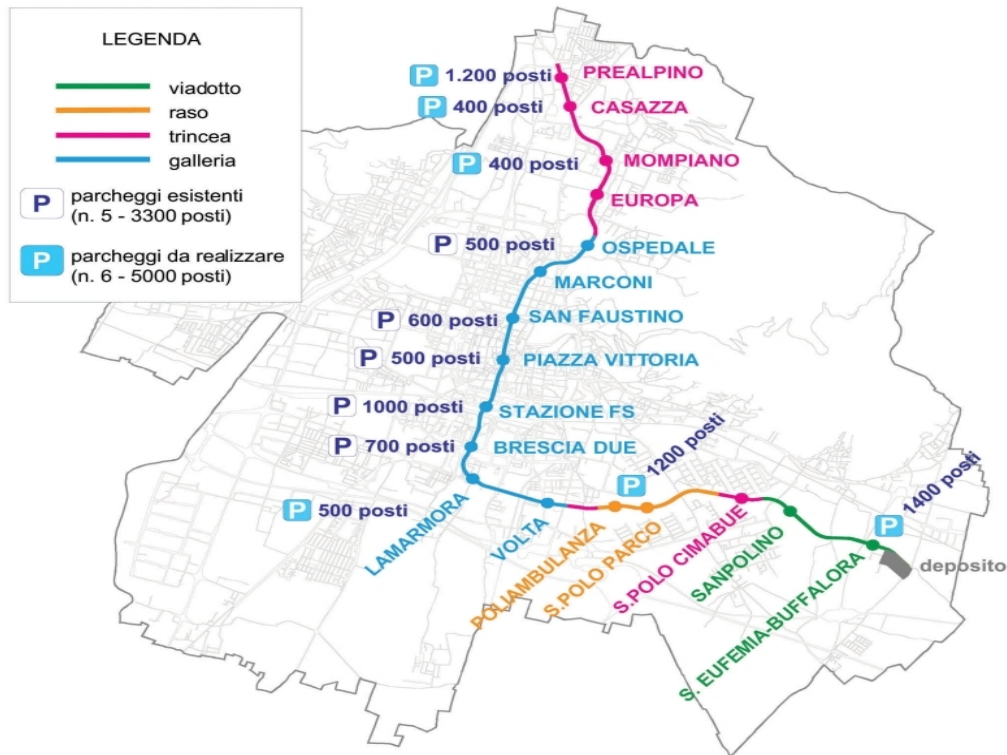 LEGENDA
viadotto
raso
trincea
galleria
P parcheggi esistenti
(n. 5 - 3300 posti)
P parcheggi da realizzare
(n. 6 - 5000 posti)
P 1.200 posti PREALPINO
P 400 posti CASAZZA
P 400 posti MOMPIANO
EUROPA
P 500 posti OSPEDALE
MARCONI
P 600 posti SAN FAUSTINO
P 500 posti PIAZZA VITTORIA
P 1000 posti STAZIONE FS
P 700 posti BRESCIA DUE
P 500 posti
LAMARMORA
VOLTA
POLIAMBULANZA
P 1200 posti
S.POLO PARCO
S.POLO CIMABUE
SANPOLINO
P 1400 posti
S. EUFEMIA-BUFFALORA
deposito